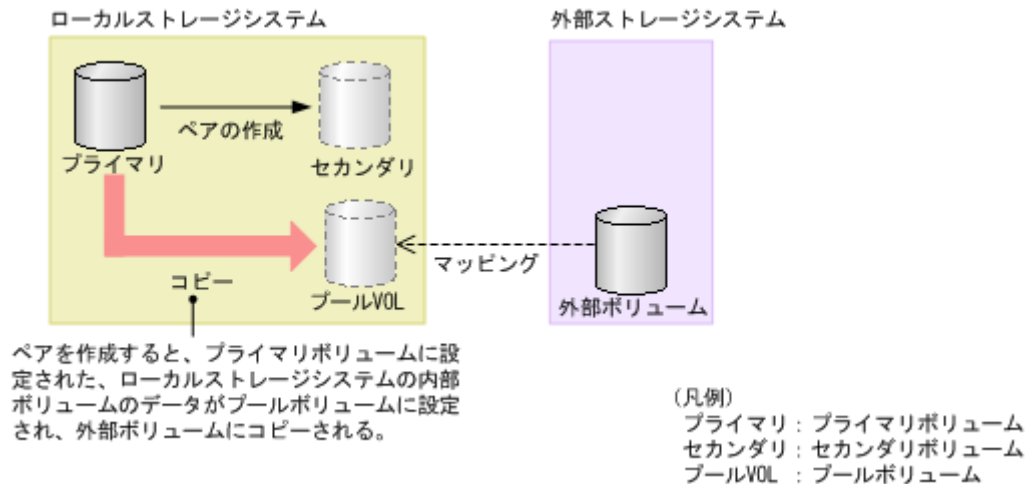 ローカルストレージシステム
外部ストレージシステム
ペアの作成
プライマリ
セカンダリ
マッピング
コピー
プールVOL
外部ボリューム
ペアを作成すると、プライマリボリュームに設
定された、ローカルストレージシステムの内部
ボリュームのデータがプールボリュームに設定
され、外部ボリュームにコピーされる。
（凡例）
プライマリ：プライマリボリューム
セカンダリ：セカンダリボリューム
プールVOL ：プールボリューム